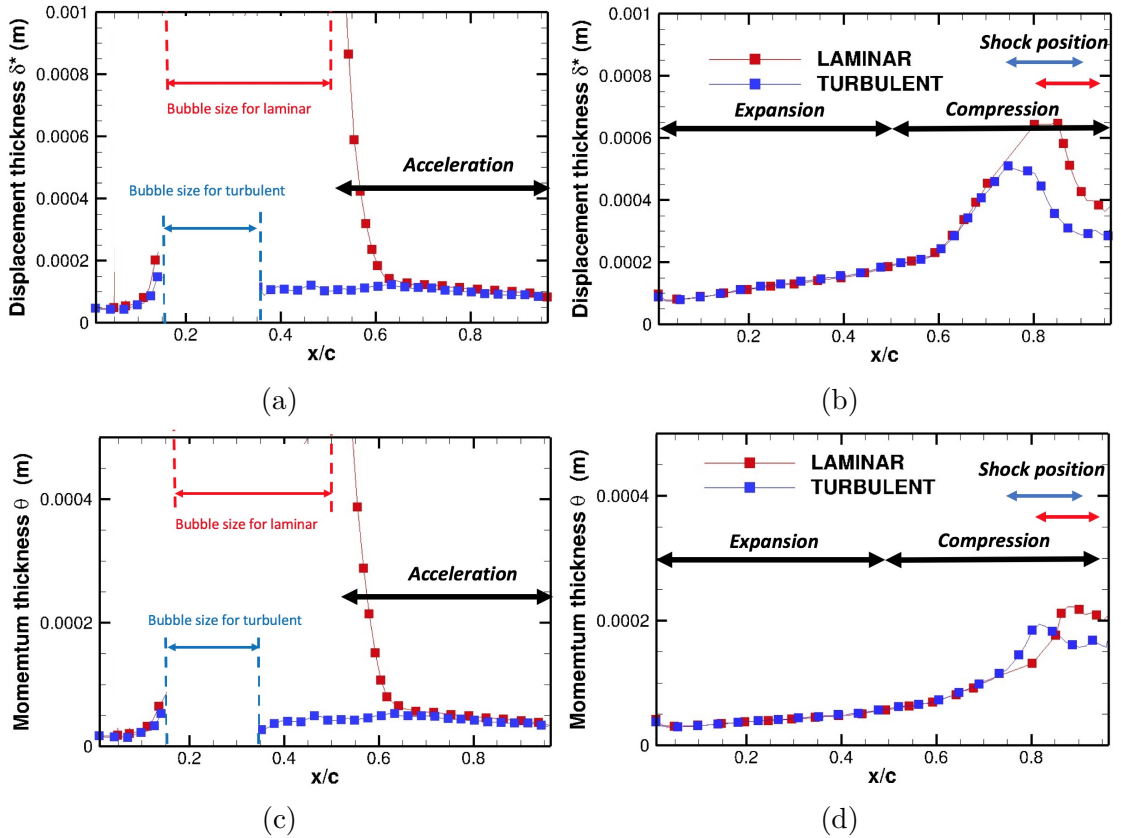 0.001
0.0008
0.0006
0.0004
0.0002
0
Displacement thickness δ* (m)
Bubble size for laminar
Bubble size for turbulent
Acceleration
0.2
0.4
0.6
0.8
x/c
(a)
0.001
0.0008
0.0006
0.0004
0.0002
0
Displacement thickness δ* (m)
LAMINAR
TURBULENT
Shock position
Expansion
Compression
0
0.2
0.4
0.6
0.8
x/c
(b)
0.0004
0.0002
0
Momemtum thickness θ (m)
Bubble size for laminar
Bubble size for turbulent
Acceleration
0.2
0.4
0.6
0.8
x/c
(c)
0.0004
0.0002
0
Momemtum thickness θ (m)
LAMINAR
TURBULENT
Shock position
Expansion
Compression
0.2
0.4
0.6
0.8
x/c
(d)